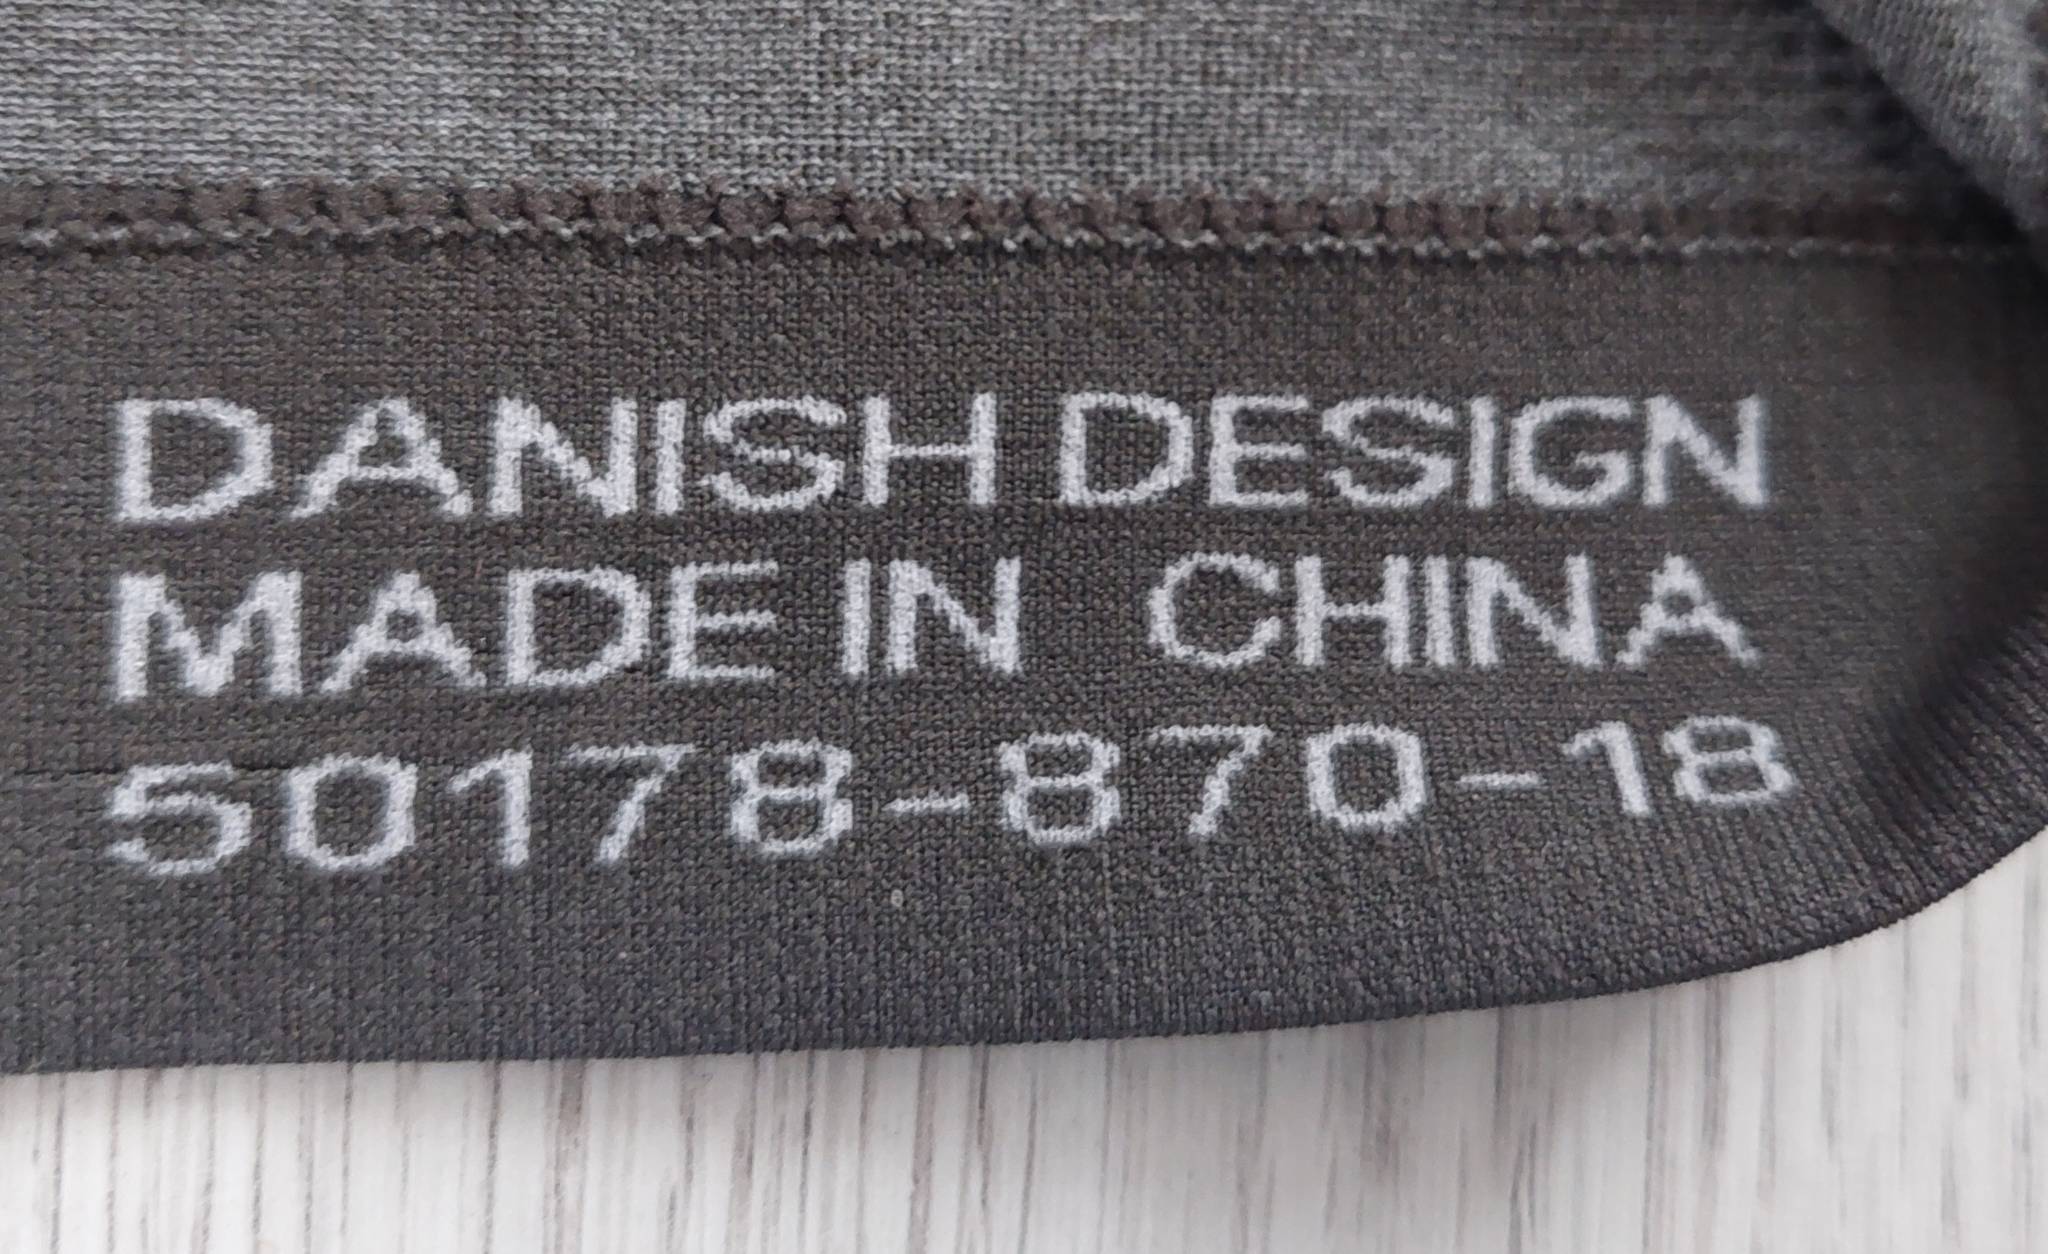 DANISH DESIGN
MADE IN CHINA
50178-870-18